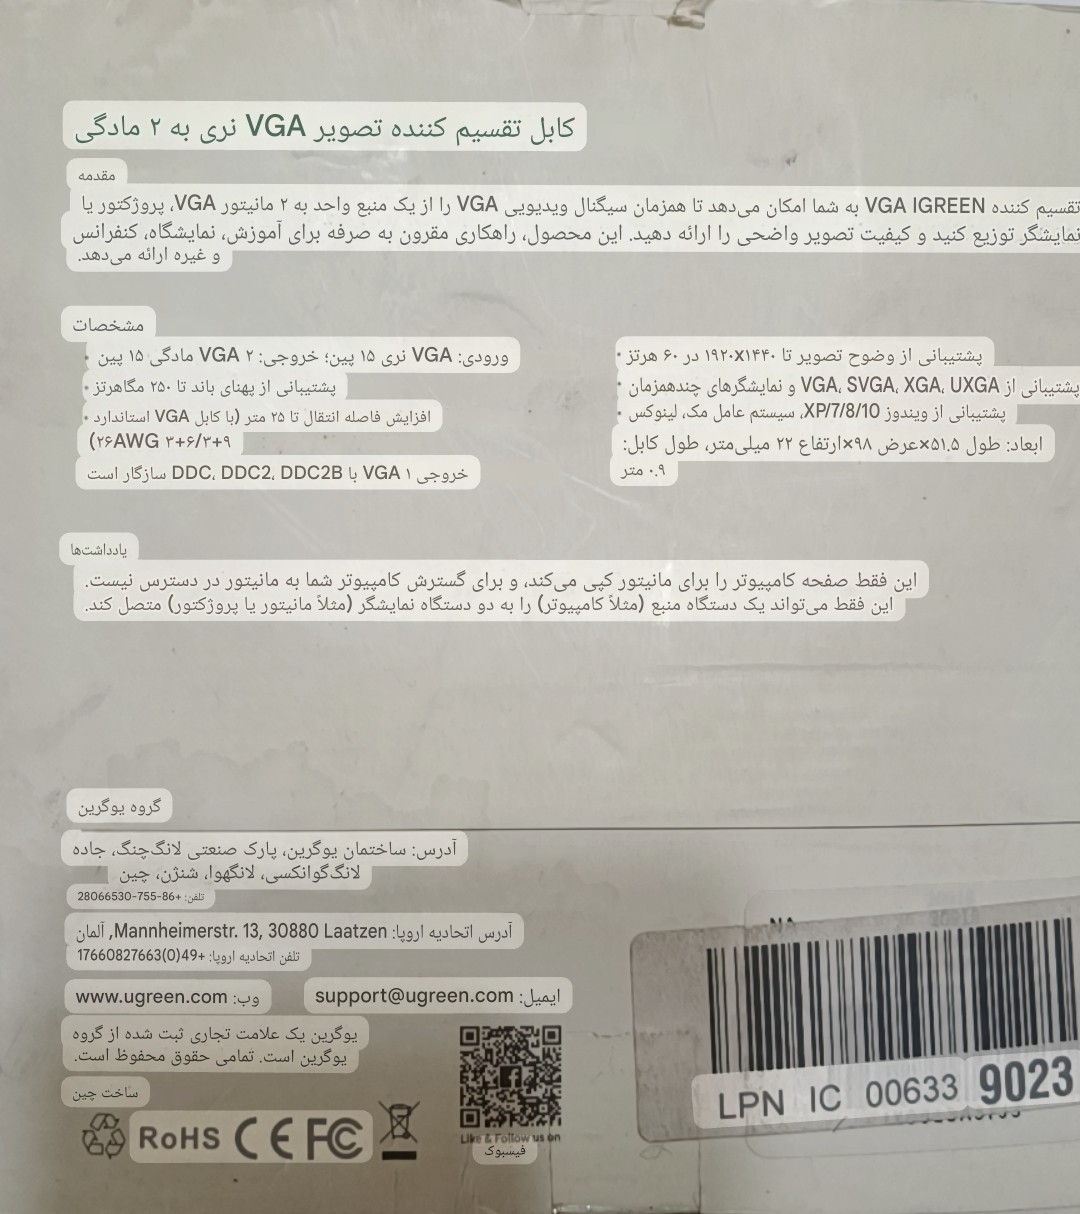 کابل تقسیم کننده تصویر VGA نری به ۲ مادگی
مقدمه
تقسیم کننده VGA IGREEN به شما امکان می‌دهد تا همزمان سیگنال ویدیویی VGA را از یک منبع واحد به ۲ مانیتور VGA، پروژکتور یا
نمایشگر توزیع کنید و کیفیت تصویر واضحی را ارائه دهید. این محصول، راهکاری مقرون به صرفه برای آموزش، نمایشگاه، کنفرانس
و غیره ارائه می‌دهد.
مشخصات
ورودی: VGA نری ۱۵ پین؛ خروجی: ۲ VGA مادگی ۱۵ پین •
پشتیبانی از پهنای باند تا ۲۵۰ مگاهرتز •
افزایش فاصله انتقال تا ۲۵ متر (با کابل VGA استاندارد •
۳+۶/۳+۹ ۲۶AWG)
خروجی ۱ VGA با DDC، DDC2، DDC2B سازگار است
پشتیبانی از وضوح تصویر تا ۱۹۲۰x۱۴۴۰ در ۶۰ هرتز •
پشتیبانی از VGA، SVGA، XGA، UXGA و نمایشگرهای چندهمزمان •
پشتیبانی از ویندوز XP/7/8/10، سیستم عامل مک، لینوکس •
ابعاد: طول ۵۱.۵×عرض ۹۸×ارتفاع ۲۲ میلی‌متر، طول کابل:
۰.۹ متر
یادداشت‌ها
این فقط صفحه کامپیوتر را برای مانیتور کپی می‌کند، و برای گسترش کامپیوتر شما به مانیتور در دسترس نیست.
این فقط می‌تواند یک دستگاه منبع (مثلاً کامپیوتر) را به دو دستگاه نمایشگر (مثلاً مانیتور یا پروژکتور) متصل کند.
گروه یوگرین
آدرس: ساختمان یوگرین، پارک صنعتی لانگ‌چنگ، جاده
لانگ‌گوانکسی، لانگهوا، شنژن، چین
تلفن: +86-755-28066530
آدرس اتحادیه اروپا: Mannheimerstr. 13, 30880 Laatzen, آلمان
تلفن اتحادیه اروپا: +49(0)17660827663
وب: www.ugreen.com
ایمیل: support@ugreen.com
یوگرین یک علامت تجاری ثبت شده از گروه
یوگرین است. تمامی حقوق محفوظ است.
ساخت چین
RoHS CE FC
Like & Follow us on
فیسبوک
NA
LPN IC 00633 9023